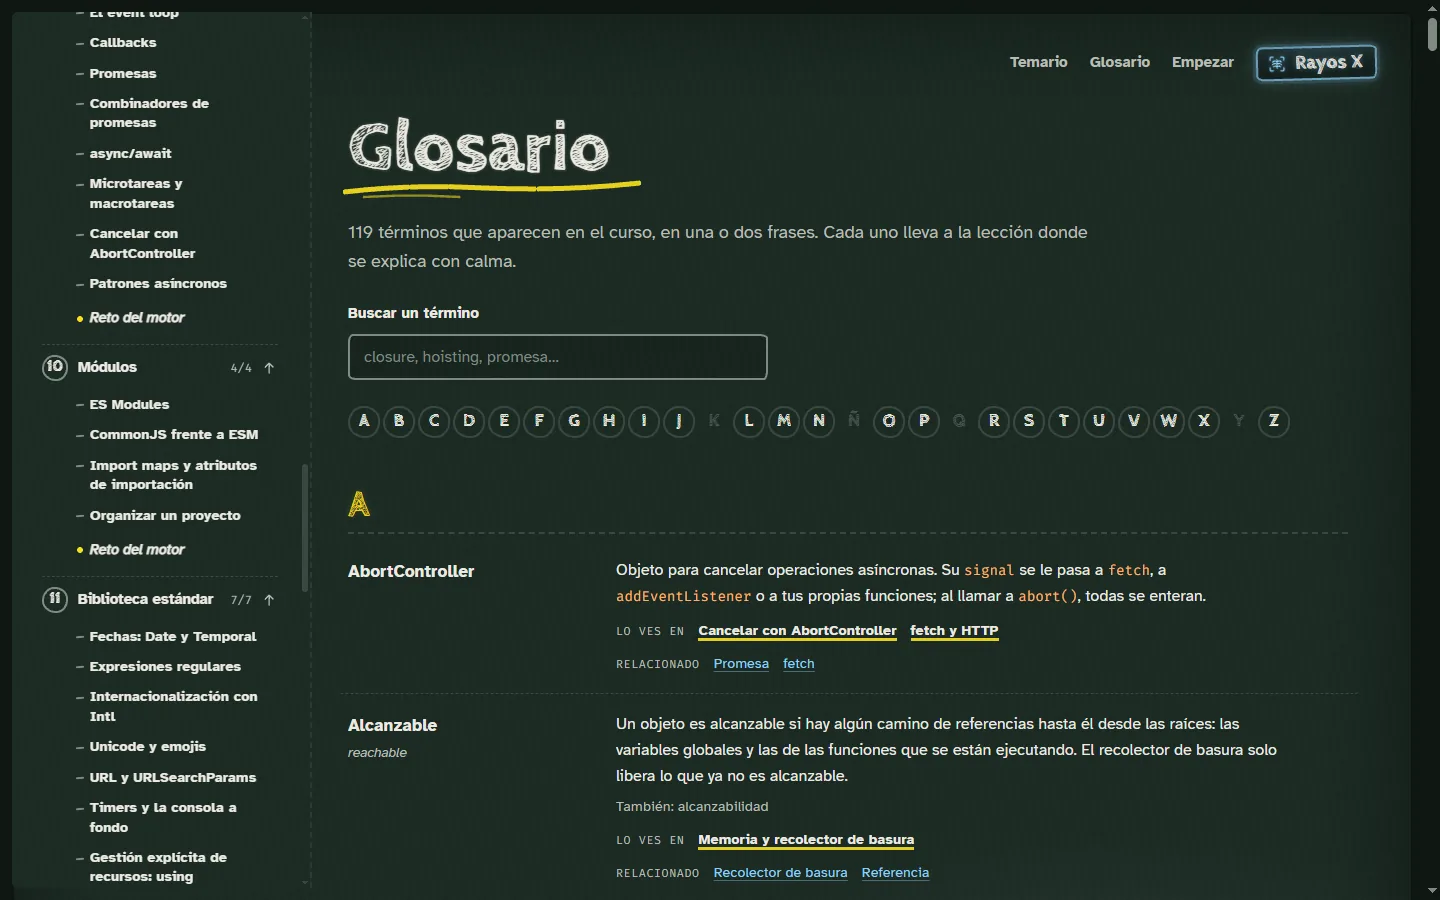 El event loop
Callbacks
Promesas
Combinadores de
promesas
async/await
Microtareas y
macrotareas
Cancelar con
AbortController
Patrones asíncronos
Reto del motor
10 Módulos 4/4 ↑
ES Modules
CommonJS frente a ESM
Import maps y atributos
de importación
Organizar un proyecto
Reto del motor
11 Biblioteca estándar 7/7 ↑
Fechas: Date y Temporal
Expresiones regulares
Internacionalización con
Intl
Unicode y emojis
URL y URLSearchParams
Timers y la consola a
fondo
Gestión explícita de
recursos: using
Temario Glosario Empezar Rayos X
Glosario
119 términos que aparecen en el curso, en una o dos frases. Cada uno lleva a la lección donde
se explica con calma.
Buscar un término
closure, hoisting, promesa...
A B C D E F G H I J K L M N Ñ O P Q R S T U V W X Y Z
A
AbortController
Objeto para cancelar operaciones asíncronas. Su signal se le pasa a fetch, a
addEventListener o a tus propias funciones; al llamar a abort(), todas se enteran.
LO VES EN Cancelar con AbortController fetch y HTTP
RELACIONADO Promesa fetch
Alcanzable
reachable
Un objeto es alcanzable si hay algún camino de referencias hasta él desde las raíces: las
variables globales y las de las funciones que se están ejecutando. El recolector de basura solo
libera lo que ya no es alcanzable.
También: alcanzabilidad
LO VES EN Memoria y recolector de basura
RELACIONADO Recolector de basura Referencia